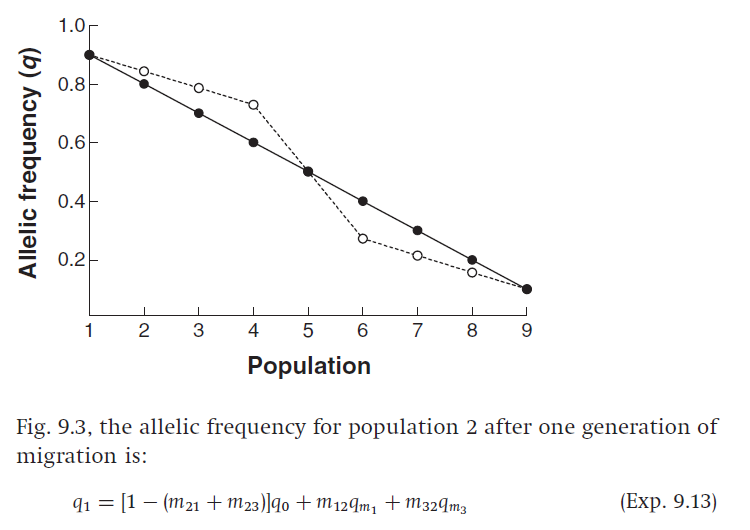 Allelic frequency (q)
1.0
0.8
0.6
0.4
0.2
1 2 3 4 5 6 7 8 9
Population
Fig. 9.3, the allelic frequency for population 2 after one generation of
migration is:
q₁ = [1 − (m₂₁ + m₂₃)]q₀ + m₁₂qₘ₁ + m₃₂qₘ₃ (Exp. 9.13)